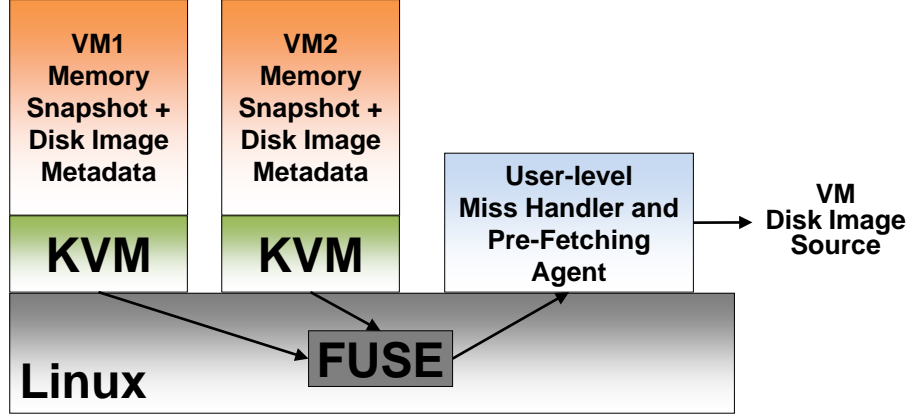 VM1
Memory
Snapshot +
Disk Image
Metadata
KVM
VM2
Memory
Snapshot +
Disk Image
Metadata
KVM
User-level
Miss Handler and
Pre-Fetching
Agent
VM
Disk Image
Source
FUSE
Linux